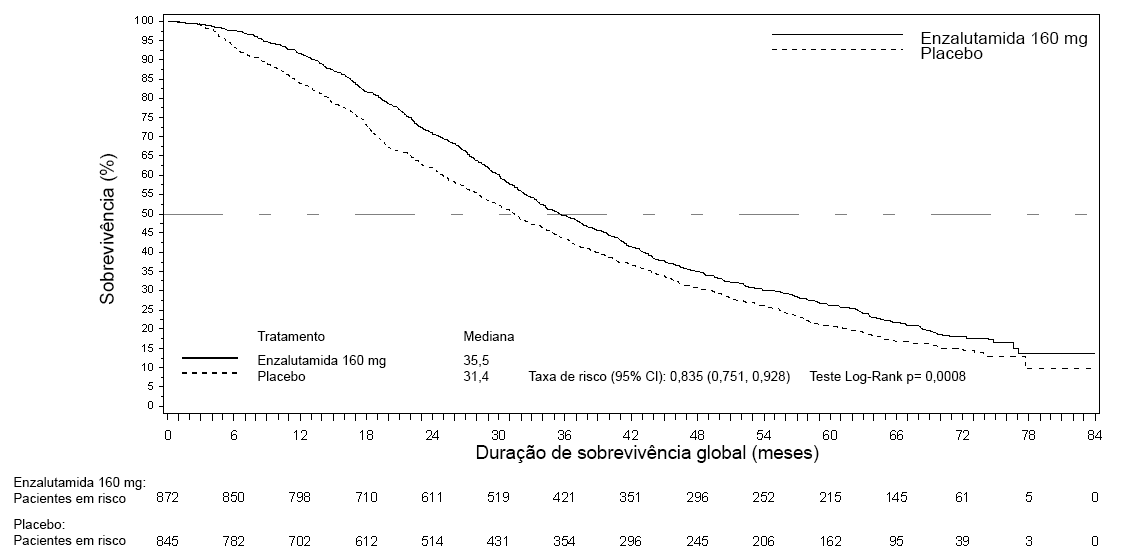 100
95
90
85
80
75
70
65
60
55
50
45
40
35
30
25
20
15
10
5
0
Sobrevivência (%)
Enzalutamida 160 mg
Placebo
Tratamento Mediana
Enzalutamida 160 mg 35,5
Placebo 31,4 Taxa de risco (95% CI): 0,835 (0,751, 0,928) Teste Log-Rank p= 0,0008
0 6 12 18 24 30 36 42 48 54 60 66 72 78 84
Duração de sobrevivência global (meses)
Enzalutamida 160 mg:
Pacientes em risco 872 850 798 710 611 519 421 351 296 252 215 145 61 5 0
Placebo:
Pacientes em risco 845 782 702 612 514 431 354 296 245 206 162 95 39 3 0